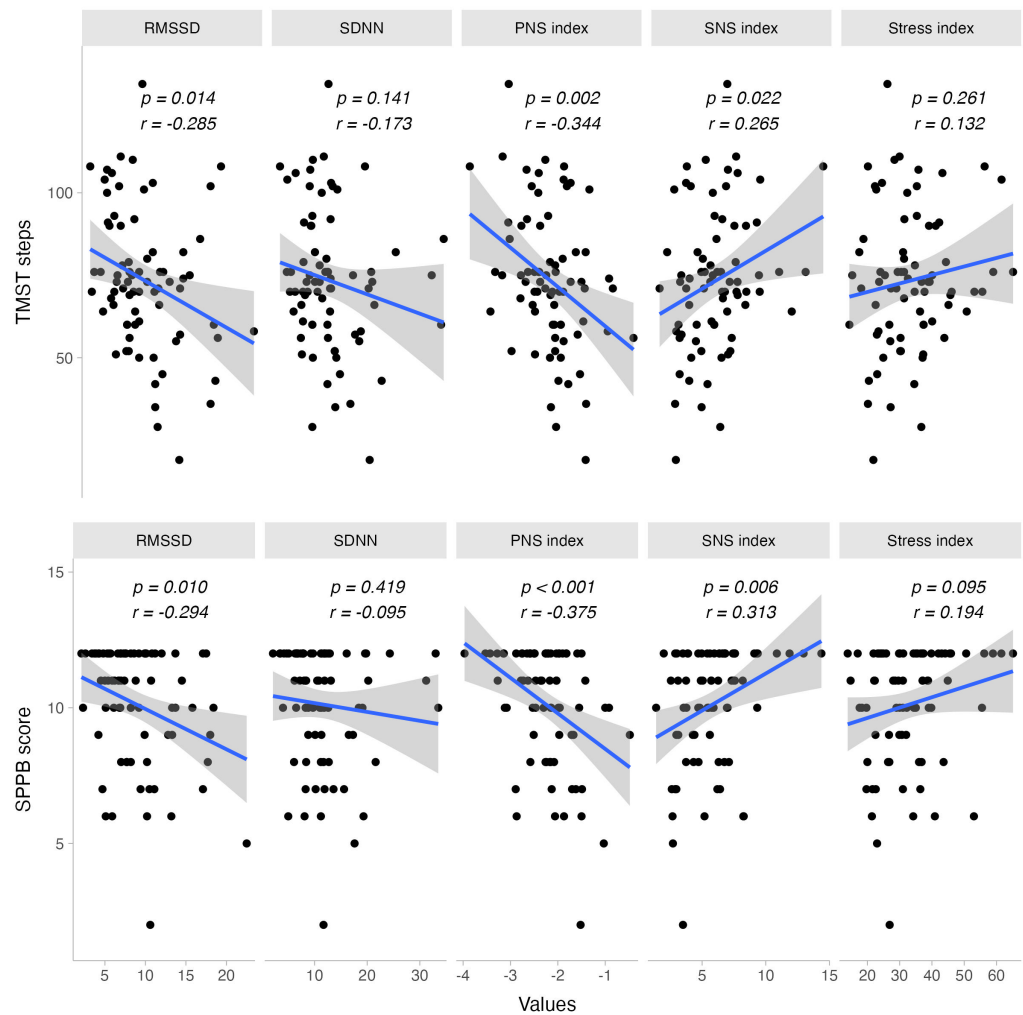 RMSSD SDNN PNS index SNS index Stress index
p = 0.014 p = 0.141 p = 0.002 p = 0.022 p = 0.261
r = -0.285 r = -0.173 r = -0.344 r = 0.265 r = 0.132
100
50
TMST steps
RMSSD SDNN PNS index SNS index Stress index
15
p = 0.010 p = 0.419 p < 0.001 p = 0.006 p = 0.095
r = -0.294 r = -0.095 r = -0.375 r = 0.313 r = 0.194
10
5
SPPB score
5 10 15 20 10 20 30 -4 -3 -2 -1 5 10 15 20 30 40 50 60
Values